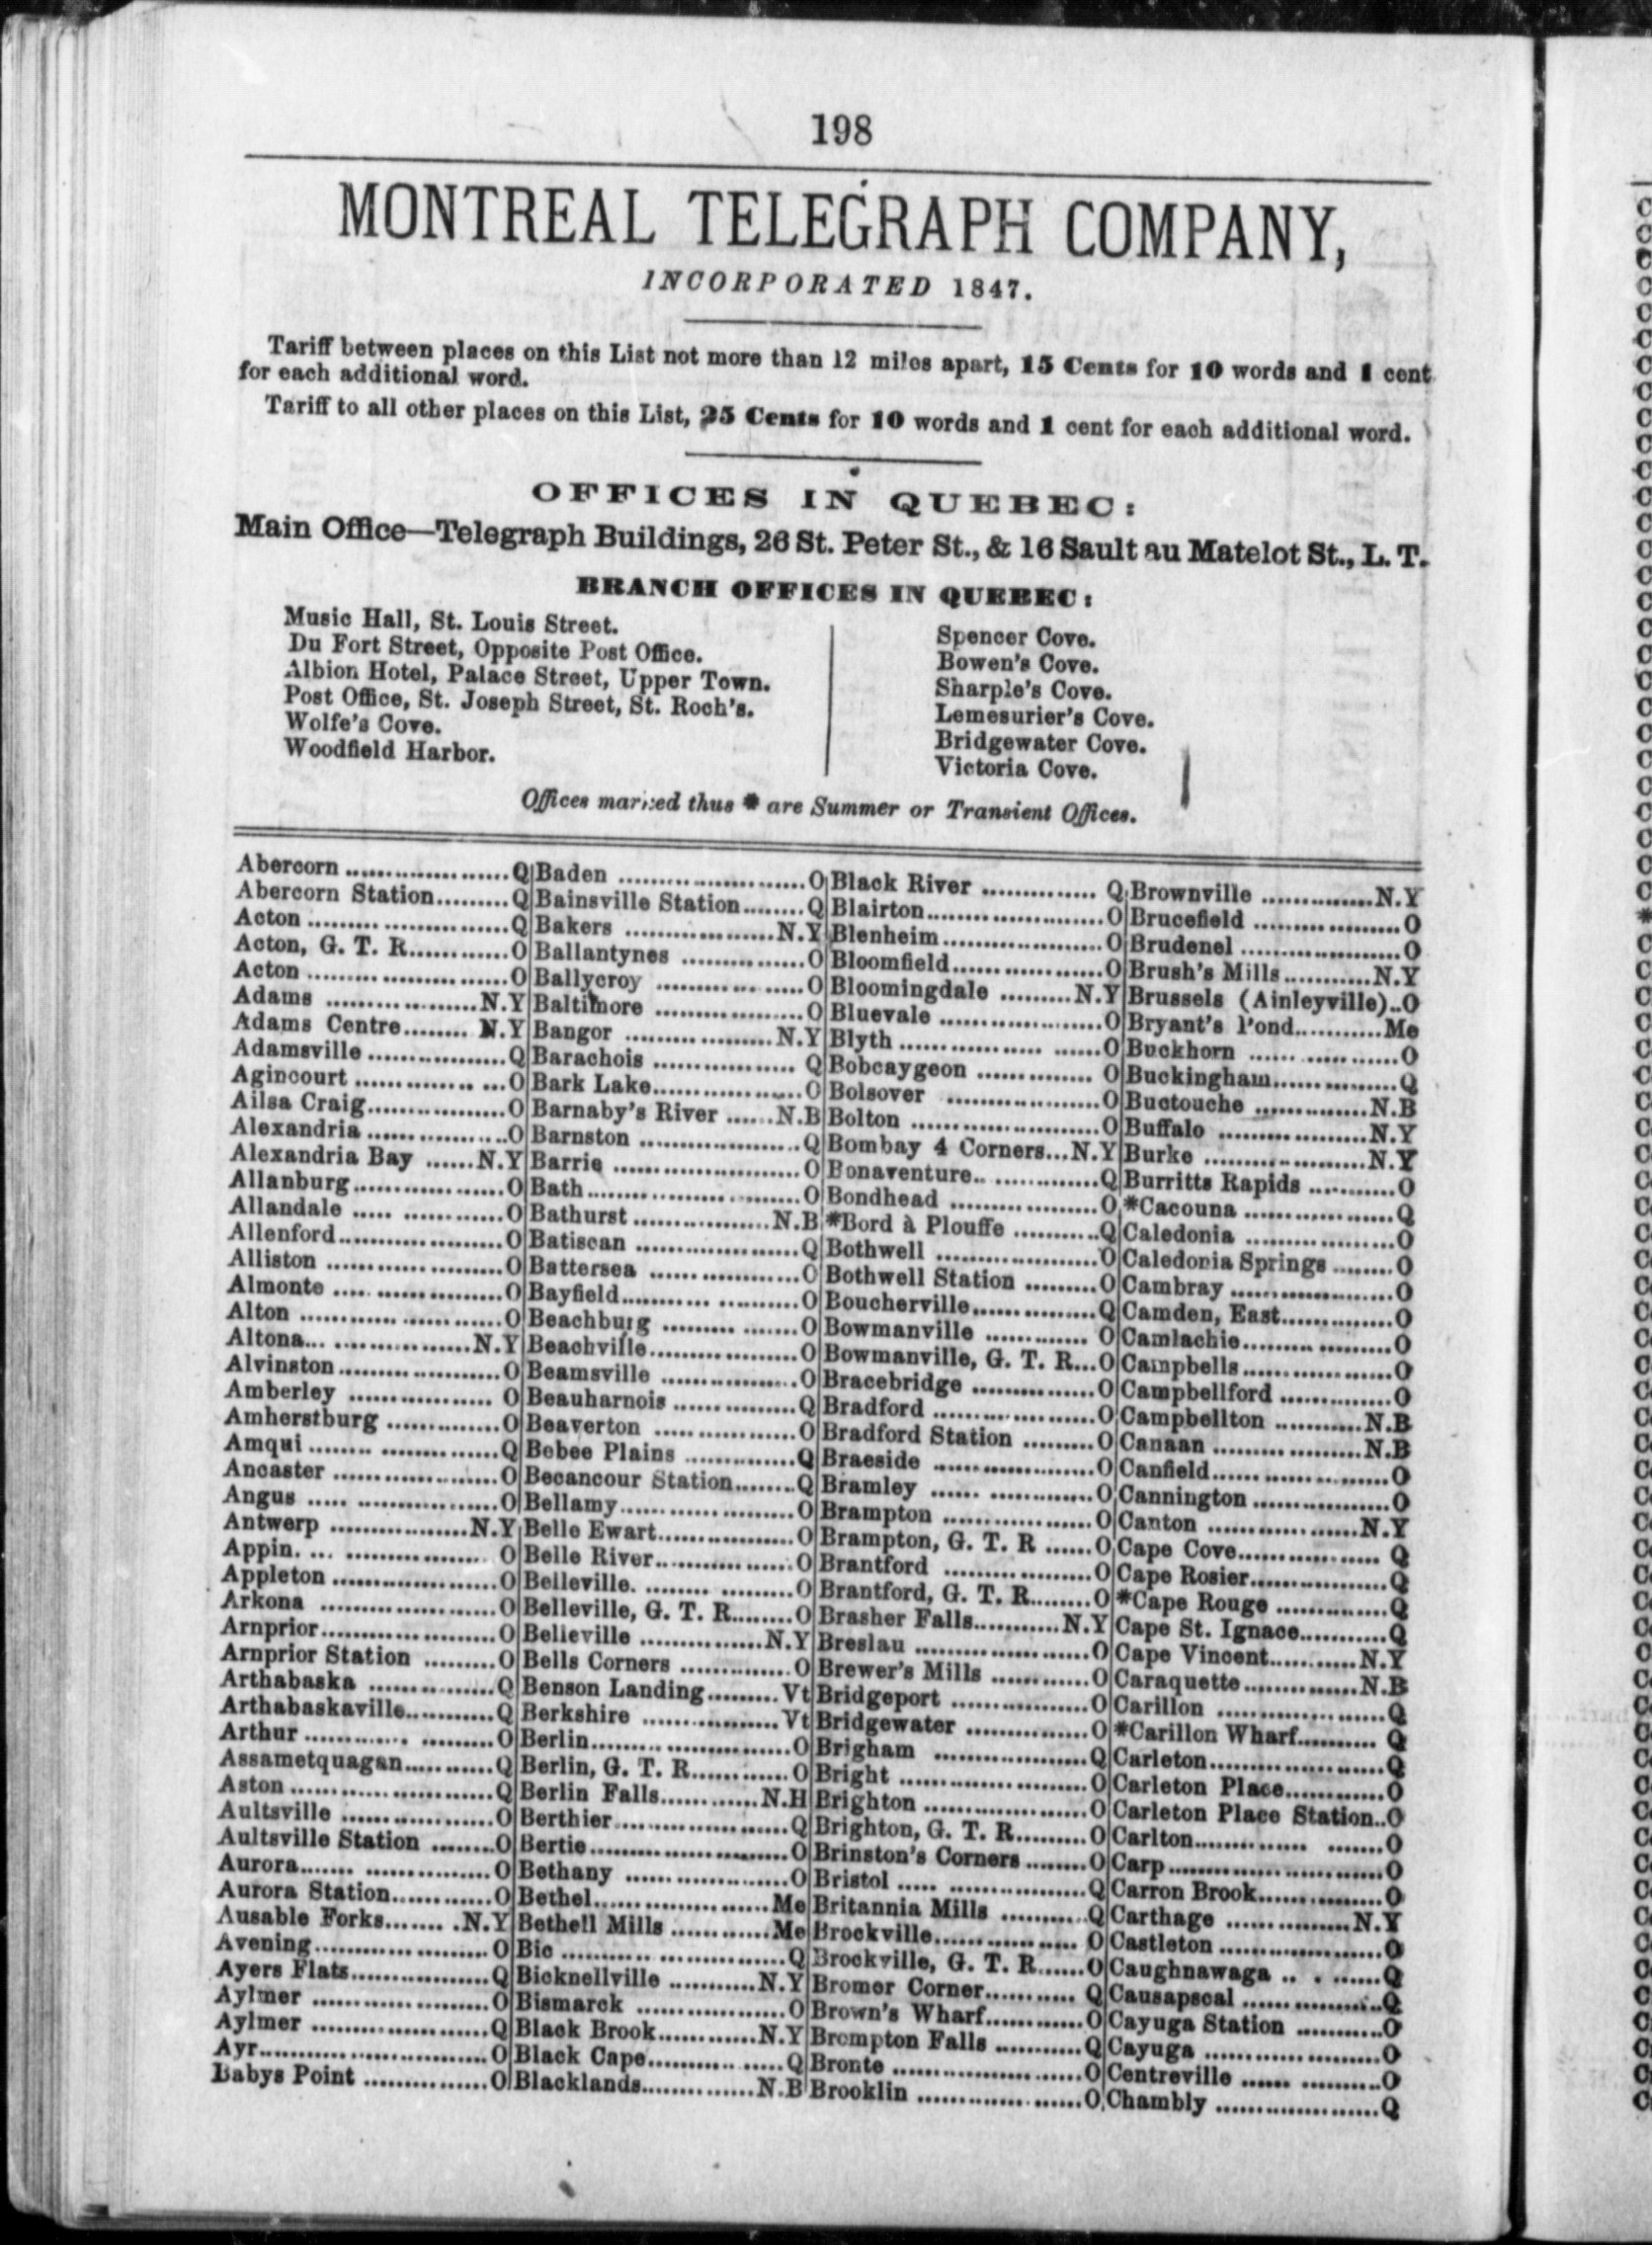 198
MONTREAL TELEGRAPH COMPANY,
INCORPORATED 1847.
Tariff between places on this List not more than 12 miles apart, 15 Cents for 10 words and 1 cent
for each additional word.
Tariff to all other places on this List, 25 Cents for 10 words and 1 cent for each additional word.
OFFICES IN QUEBEC:
Main Office—Telegraph Buildings, 26 St. Peter St., & 16 Sault au Matelot St., L. T.
BRANCH OFFICES IN QUEBEC:
Music Hall, St. Louis Street.
Du Fort Street, Opposite Post Office.
Albion Hotel, Palace Street, Upper Town.
Post Office, St. Joseph Street, St. Roch's.
Wolfe's Cove.
Woodfield Harbor.
Spencer Cove.
Bowen's Cove.
Sharple's Cove.
Lemesurier's Cove.
Bridgewater Cove.
Victoria Cove.
Offices marked thus * are Summer or Transient Offices.
Abercorn ..... Q
Abercorn Station ..... Q
Acton ..... Q
Acton, G. T. R. ..... O
Acton ..... O
Adams ..... N.Y
Adams Centre ..... N.Y
Adamsville ..... Q
Agincourt ..... O
Ailsa Craig ..... O
Alexandria ..... O
Alexandria Bay ..... N.Y
Allanburg ..... O
Allandale ..... O
Allenford ..... O
Alliston ..... O
Almonte ..... O
Alton ..... O
Altona ..... N.Y
Alvinston ..... O
Amberley ..... O
Amherstburg ..... O
Amqui ..... Q
Ancaster ..... O
Angus ..... O
Antwerp ..... N.Y
Appin ..... O
Appleton ..... O
Arkona ..... O
Arnprior ..... O
Arnprior Station ..... O
Arthabaska ..... Q
Arthabaskaville ..... Q
Arthur ..... O
Assametquagan ..... Q
Aston ..... Q
Aultsville ..... O
Aultsville Station ..... O
Aurora ..... O
Aurora Station ..... O
Ausable Forks ..... N.Y
Avening ..... O
Ayers Flats ..... Q
Aylmer ..... O
Aylmer ..... Q
Ayr ..... O
Babys Point ..... O
Baden ..... O
Bainsville Station ..... Q
Bakers ..... N.Y
Ballantynes ..... O
Ballycroy ..... O
Baltimore ..... O
Bangor ..... N.Y
Barachois ..... Q
Bark Lake ..... O
Barnaby's River ..... N.B
Barnston ..... Q
Barrie ..... O
Bath ..... O
Bathurst ..... N.B
Batiscan ..... Q
Battersea ..... O
Bayfield ..... O
Beachburg ..... O
Beachville ..... O
Beamsville ..... O
Beauharnois ..... Q
Beaverton ..... O
Bebee Plains ..... Q
Becancour Station ..... Q
Bellamy ..... O
Belle Ewart ..... O
Belle River ..... O
Belleville ..... O
Belleville, G. T. R. ..... O
Belleville ..... N.Y
Bells Corners ..... O
Benson Landing ..... Vt
Berkshire ..... Vt
Berlin ..... O
Berlin, G. T. R. ..... O
Berlin Falls ..... N.H
Berthier ..... Q
Bertie ..... O
Bethany ..... O
Bethel ..... Me
Bethell Mills ..... Me
Bic ..... Q
Bicknellville ..... N.Y
Bismarck ..... O
Black Brook ..... N.Y
Black Cape ..... Q
Blacklands ..... N.B
Black River ..... Q
Blairton ..... O
Blenheim ..... O
Bloomfield ..... O
Bloomingdale ..... N.Y
Bluevale ..... O
Blyth ..... O
Bobcaygeon ..... O
Bolsover ..... O
Bolton ..... O
Bombay 4 Corners ... N.Y
Bonaventure ..... Q
Bondhead ..... O
*Bord à Plouffe ..... Q
Bothwell ..... O
Bothwell Station ..... O
Boucherville ..... Q
Bowmanville ..... O
Bowmanville, G. T. R ... O
Bracebridge ..... O
Bradford ..... O
Bradford Station ..... O
Braeside ..... O
Bramley ..... O
Brampton ..... O
Brampton, G. T. R ..... O
Brantford ..... O
Brantford, G. T. R. ..... O
Brasher Falls ..... N.Y
Breslau ..... O
Brewer's Mills ..... O
Bridgeport ..... O
Bridgewater ..... O
Brigham ..... Q
Bright ..... O
Brighton ..... O
Brighton, G. T. R. ..... O
Brinston's Corners ..... O
Bristol ..... Q
Britannia Mills ..... Q
Brockville ..... O
Brockville, G. T. R. ..... O
Bromer Corner ..... Q
Brown's Wharf ..... O
Brompton Falls ..... Q
Bronte ..... O
Brooklin ..... O
Brownville ..... N.Y
Brucefield ..... O
Brudenel ..... O
Brush's Mills ..... N.Y
Brussels (Ainleyville) .. O
Bryant's Pond ..... Me
Buckhorn ..... O
Buckingham ..... Q
Buctouche ..... N.B
Buffalo ..... N.Y
Burke ..... N.Y
Burritts Rapids ..... O
*Cacouna ..... Q
Caledonia ..... O
Caledonia Springs ..... O
Cambray ..... O
Camden, East ..... O
Camlachie ..... O
Campbells ..... O
Campbellford ..... O
Campbellton ..... N.B
Canaan ..... N.B
Canfield ..... O
Cannington ..... O
Canton ..... N.Y
Cape Cove ..... Q
Cape Rosier ..... Q
*Cape Rouge ..... Q
Cape St. Ignace ..... Q
Cape Vincent ..... N.Y
Caraquette ..... N.B
Carillon ..... Q
*Carillon Wharf ..... Q
Carleton ..... Q
Carleton Place ..... O
Carleton Place Station .. O
Carlton ..... O
Carp ..... O
Carron Brook ..... O
Carthage ..... N.Y
Castleton ..... O
Caughnawaga ..... Q
Causapscal ..... Q
Cayuga Station ..... O
Cayuga ..... O
Centreville ..... O
Chambly ..... Q